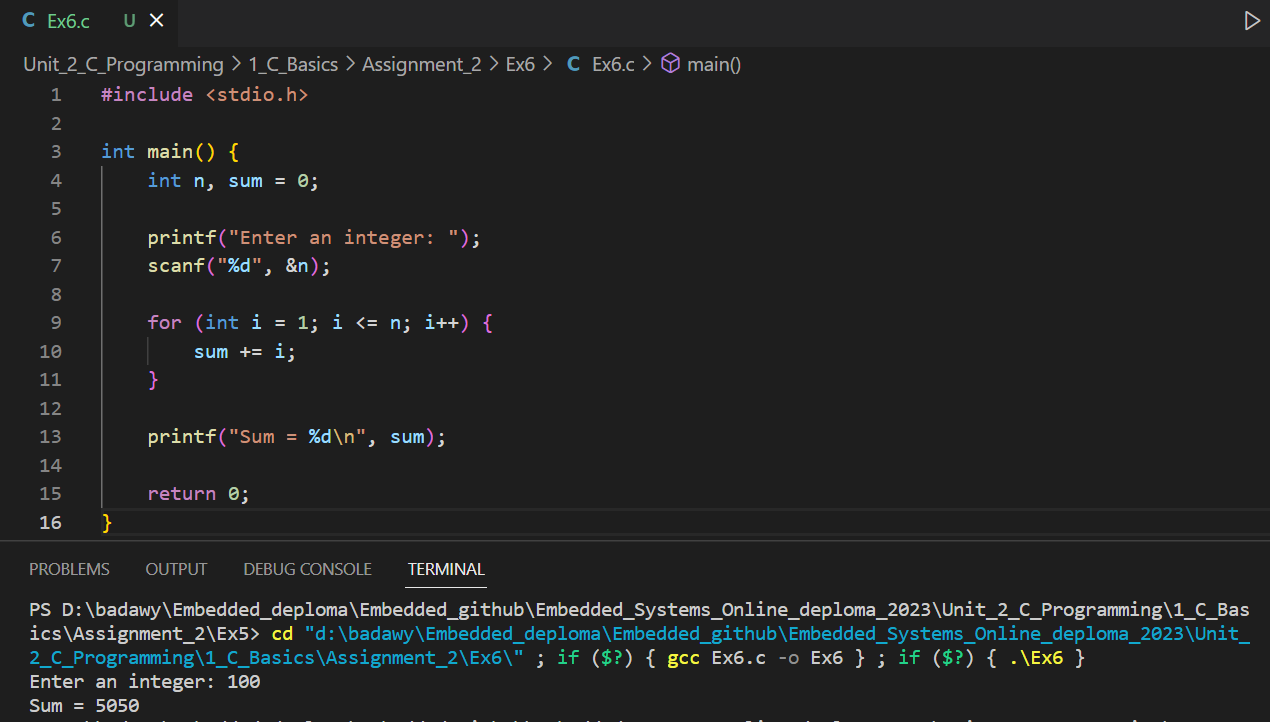 C Ex6.c U ×
Unit_2_C_Programming > 1_C_Basics > Assignment_2 > Ex6 > C Ex6.c > main()
1 #include <stdio.h>
2
3 int main() {
4     int n, sum = 0;
5
6     printf("Enter an integer: ");
7     scanf("%d", &n);
8
9     for (int i = 1; i <= n; i++) {
10         sum += i;
11     }
12
13     printf("Sum = %d\n", sum);
14
15     return 0;
16 }
PROBLEMS OUTPUT DEBUG CONSOLE TERMINAL
PS D:\badawy\Embedded_deploma\Embedded_github\Embedded_Systems_Online_deploma_2023\Unit_2_C_Programming\1_C_Bas
ics\Assignment_2\Ex5> cd "d:\badawy\Embedded_deploma\Embedded_github\Embedded_Systems_Online_deploma_2023\Unit_
2_C_Programming\1_C_Basics\Assignment_2\Ex6\" ; if ($?) { gcc Ex6.c -o Ex6 } ; if ($?) { .\Ex6 }
Enter an integer: 100
Sum = 5050